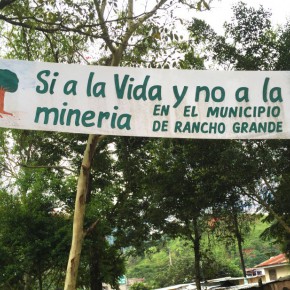 Si a la Vida y no a la
mineria EN EL MUNICIPIO
DE RANCHO GRANDE